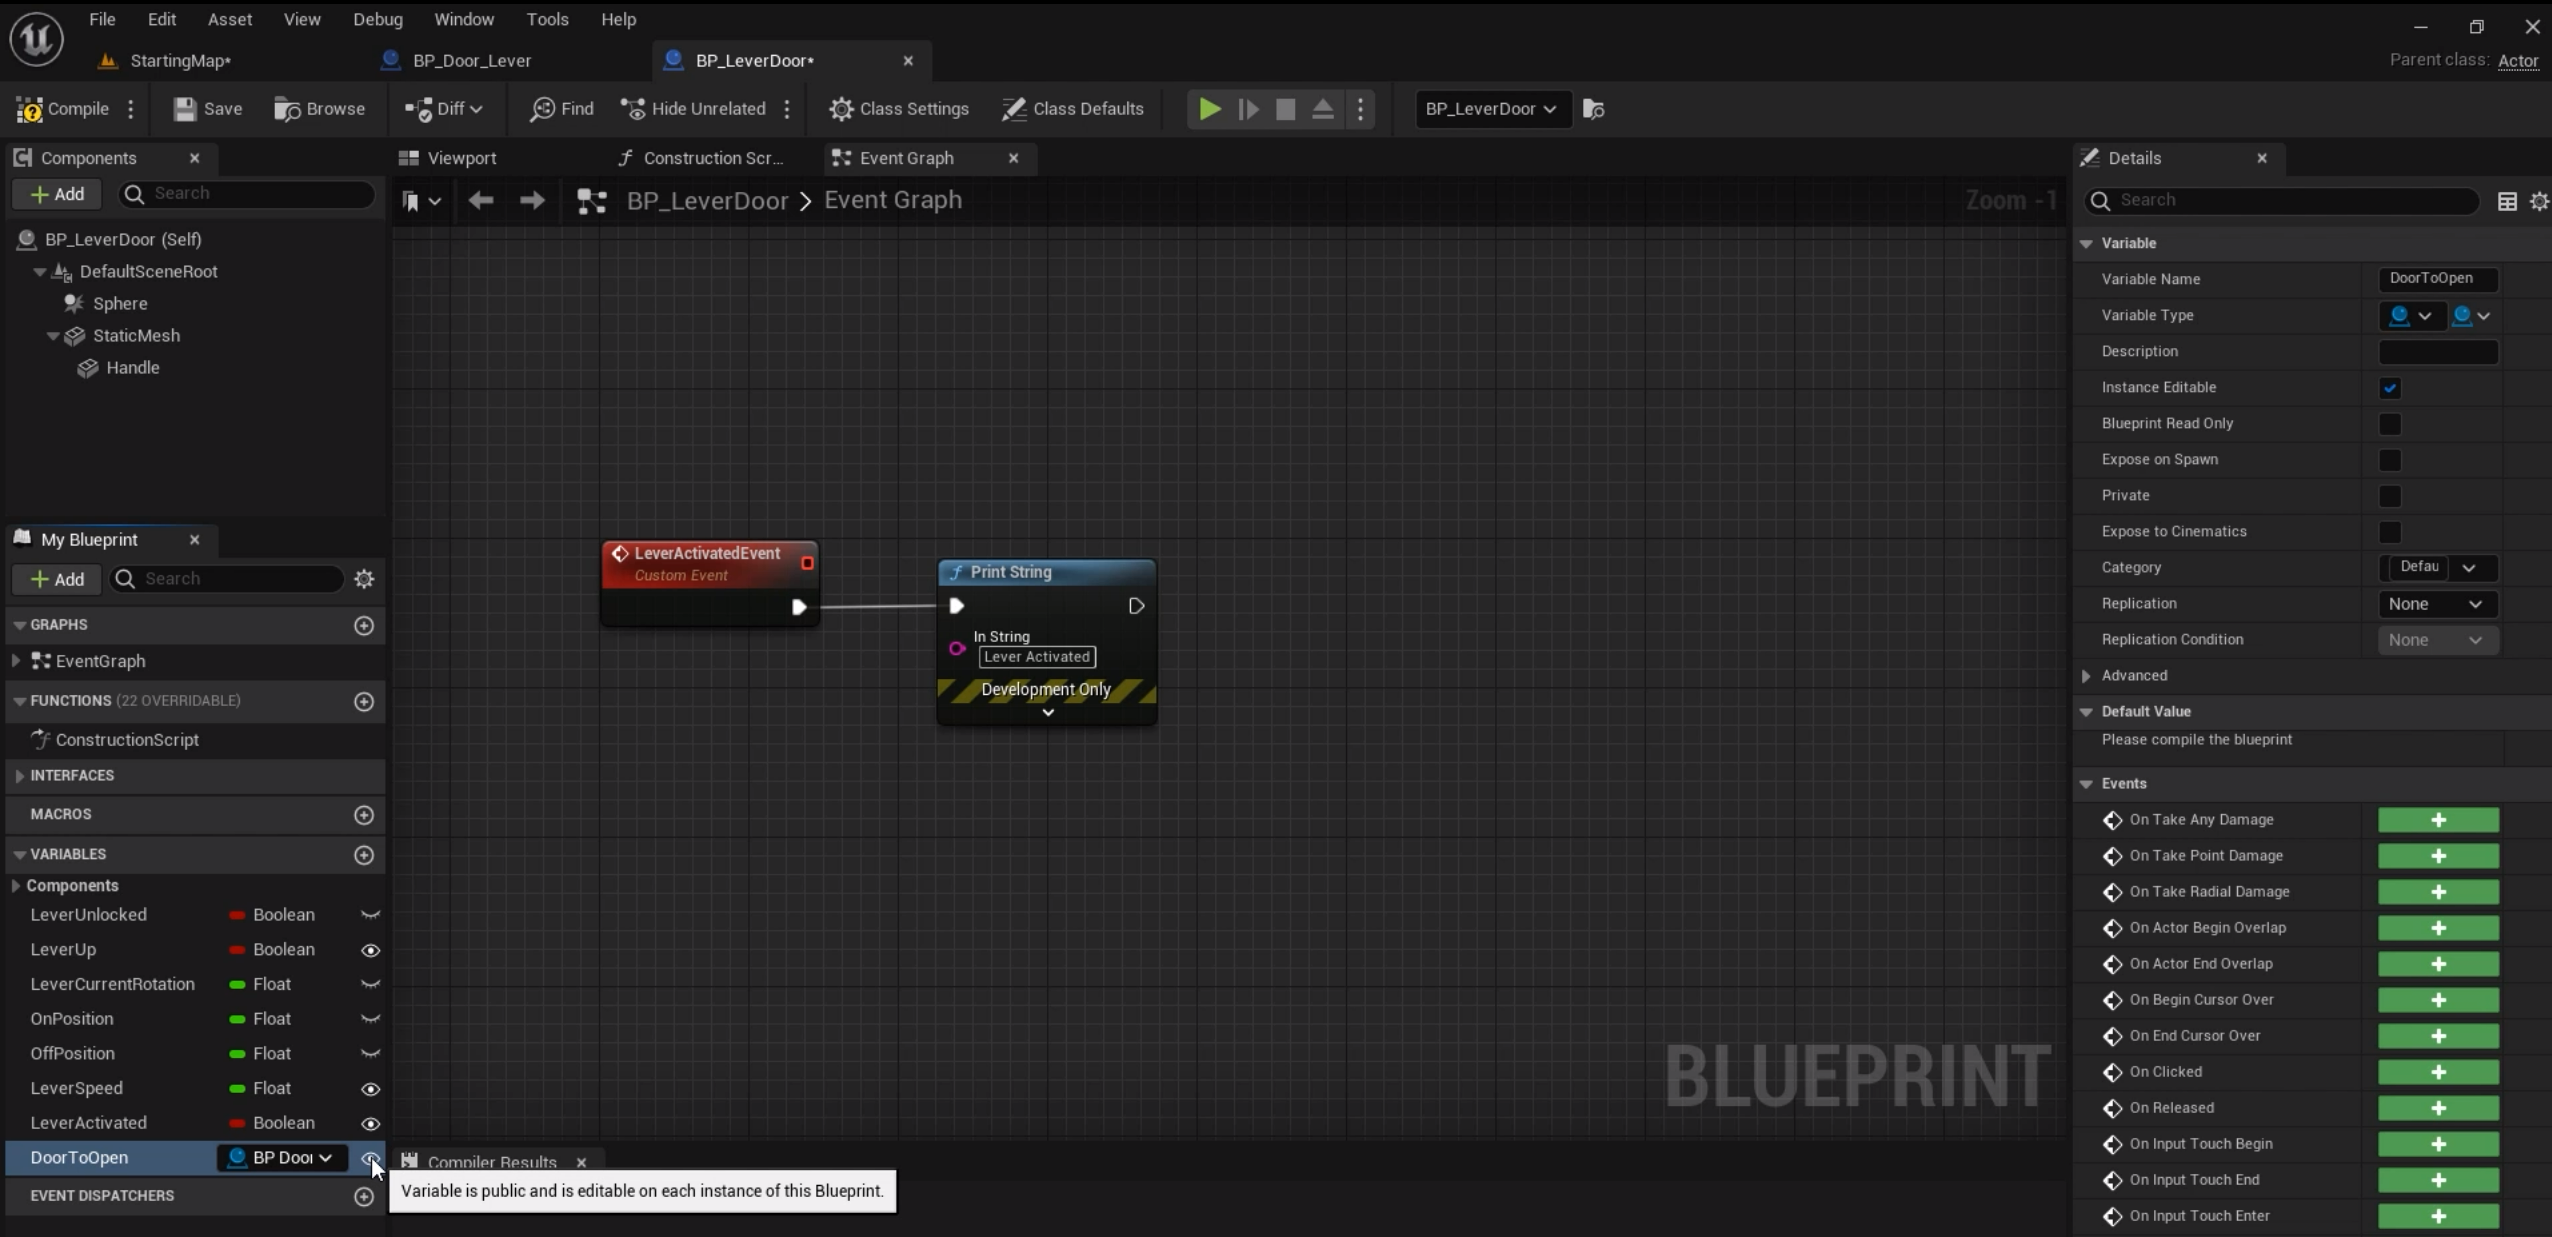 File Edit Asset View Debug Window Tools Help
StartingMap* BP_Door_Lever BP_LeverDoor*
Parent class: Actor
Compile Save Browse Diff Find Hide Unrelated Class Settings Class Defaults BP_LeverDoor
Components
Add Search
BP_LeverDoor (Self)
DefaultSceneRoot
Sphere
StaticMesh
Handle
My Blueprint
Add Search
GRAPHS
EventGraph
FUNCTIONS (22 OVERRIDABLE)
ConstructionScript
INTERFACES
MACROS
VARIABLES
Components
LeverUnlocked Boolean
LeverUp Boolean
LeverCurrentRotation Float
OnPosition Float
OffPosition Float
LeverSpeed Float
LeverActivated Boolean
DoorToOpen BP Door
EVENT DISPATCHERS
Viewport Construction Scr... Event Graph
BP_LeverDoor > Event Graph
Zoom -1
LeverActivatedEvent
Custom Event
Print String
In String
Lever Activated
Development Only
BLUEPRINT
Compiler Results
Variable is public and is editable on each instance of this Blueprint.
Details
Search
Variable
Variable Name DoorToOpen
Variable Type
Description
Instance Editable
Blueprint Read Only
Expose on Spawn
Private
Expose to Cinematics
Category Defau
Replication None
Replication Condition None
Advanced
Default Value
Please compile the blueprint
Events
On Take Any Damage
On Take Point Damage
On Take Radial Damage
On Actor Begin Overlap
On Actor End Overlap
On Begin Cursor Over
On End Cursor Over
On Clicked
On Released
On Input Touch Begin
On Input Touch End
On Input Touch Enter